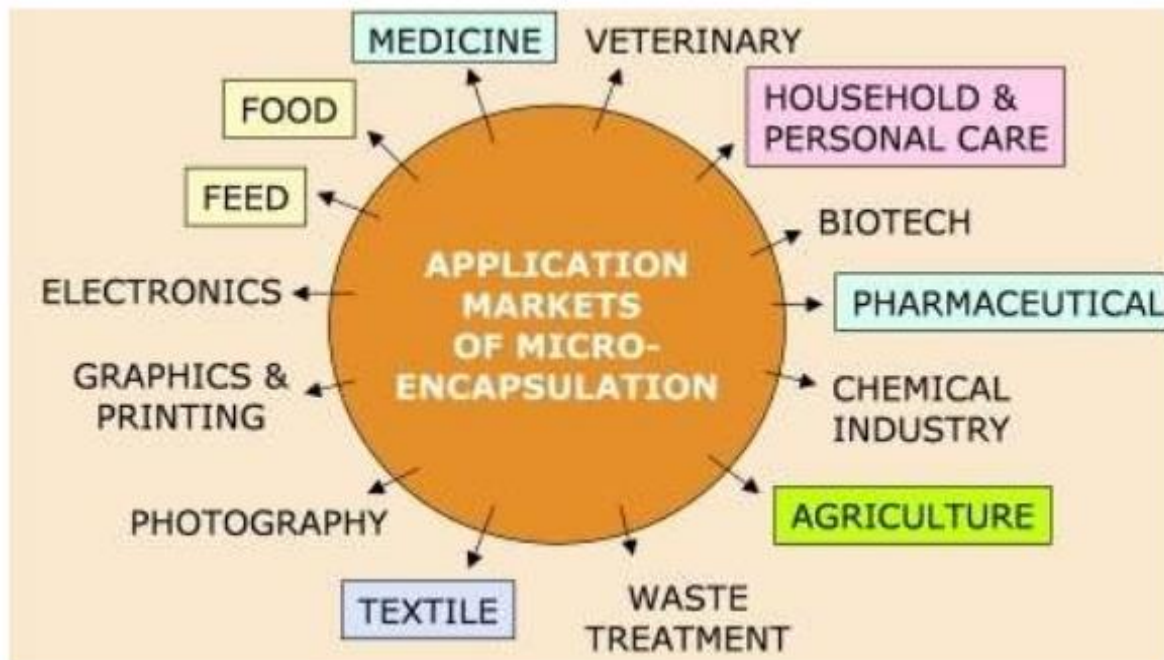 MEDICINE
VETERINARY
HOUSEHOLD &
PERSONAL CARE
BIOTECH
PHARMACEUTICAL
CHEMICAL
INDUSTRY
AGRICULTURE
WASTE
TREATMENT
TEXTILE
PHOTOGRAPHY
GRAPHICS &
PRINTING
ELECTRONICS
FEED
FOOD
APPLICATION
MARKETS
OF MICRO-
ENCAPSULATION